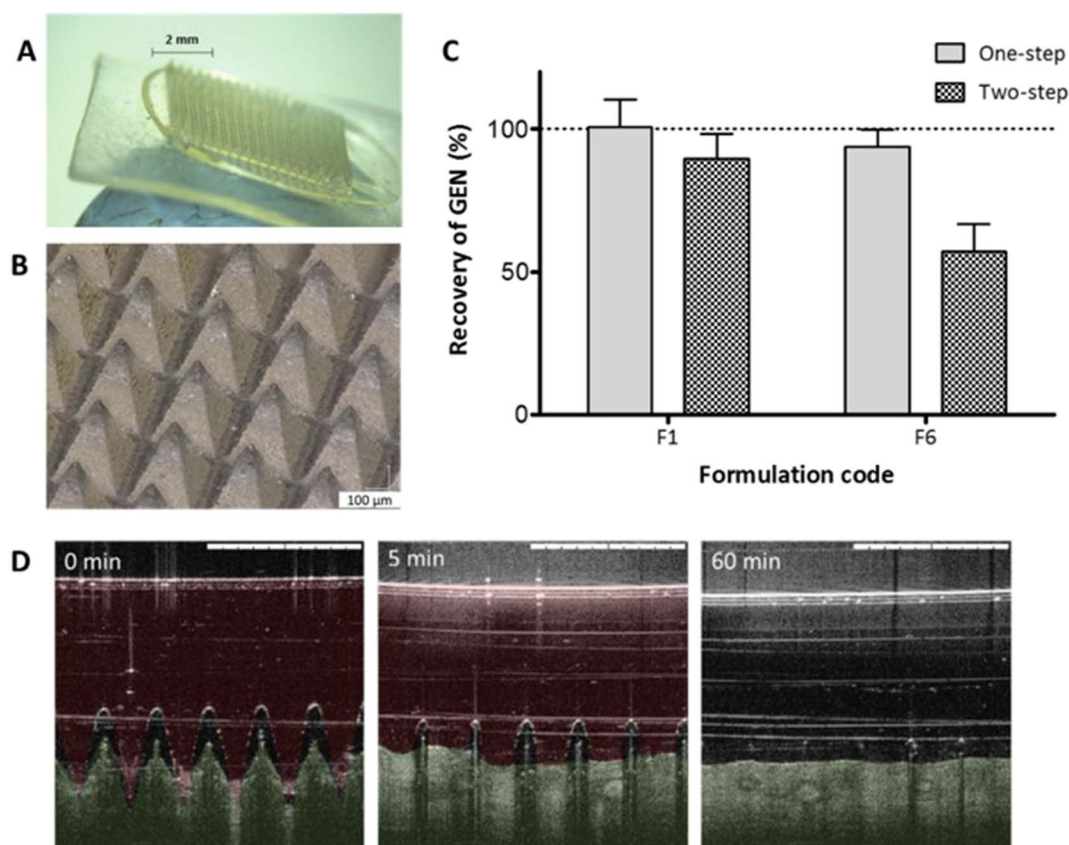 A
2 mm
B
100 µm
C
One-step
Two-step
Recovery of GEN (%)
100
50
0
F1
F6
Formulation code
D
0 min
5 min
60 min